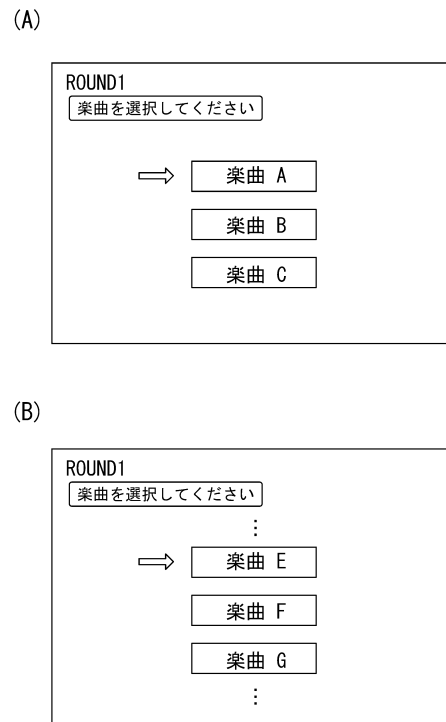 (A)
ROUND1
楽曲を選択してください
楽曲 A
楽曲 B
楽曲 C
(B)
ROUND1
楽曲を選択してください
⋮
楽曲 E
楽曲 F
楽曲 G
⋮